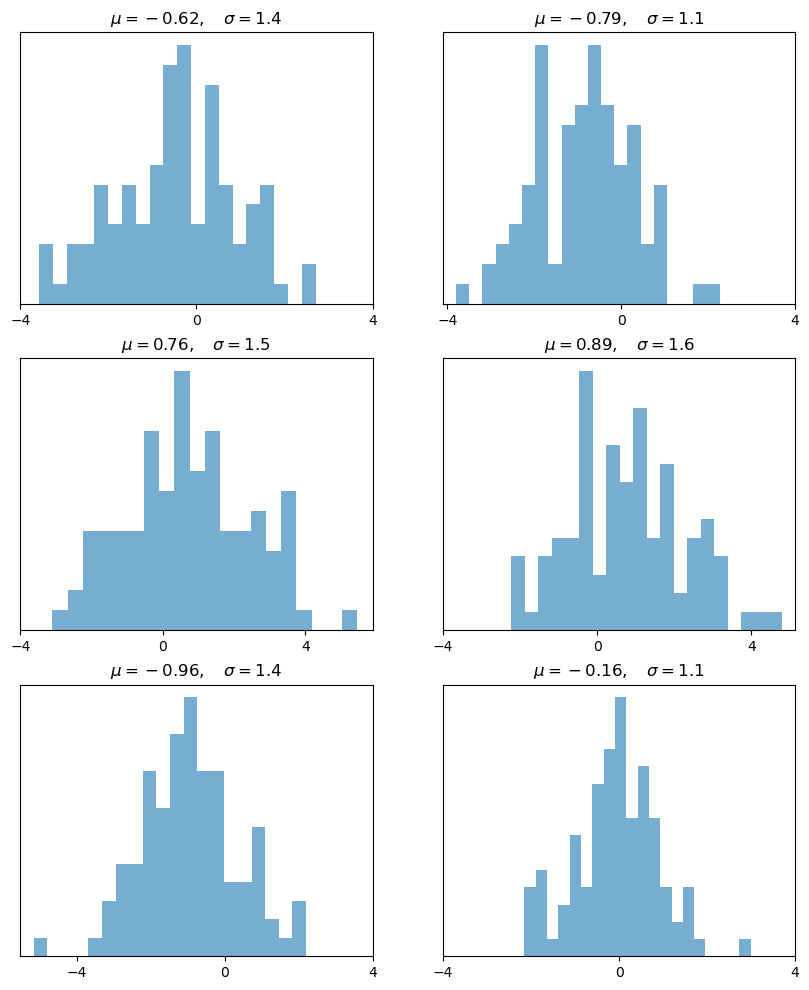 μ = −0.62, σ = 1.4
−4 0 4
μ = −0.79, σ = 1.1
−4 0 4
μ = 0.76, σ = 1.5
−4 0 4
μ = 0.89, σ = 1.6
−4 0 4
μ = −0.96, σ = 1.4
−4 0 4
μ = −0.16, σ = 1.1
−4 0 4